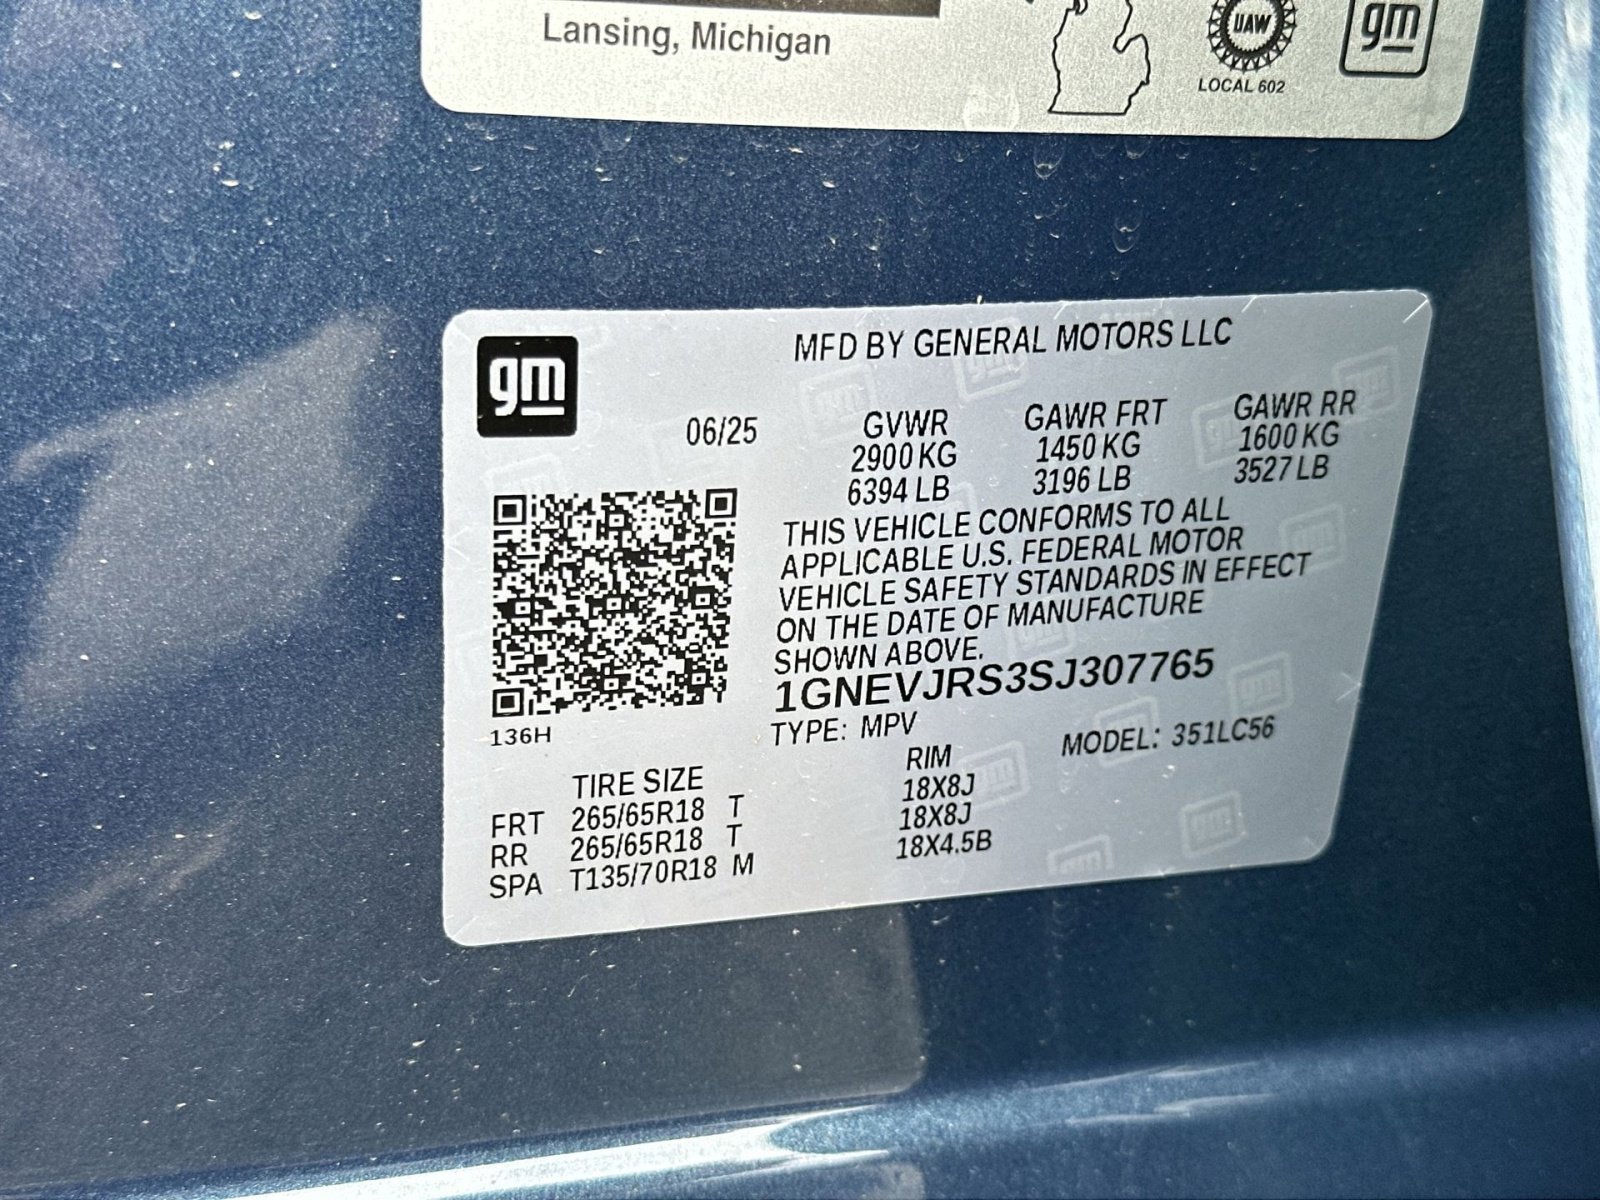 Lansing, Michigan
UAW
LOCAL 602
gm
gm
MFD BY GENERAL MOTORS LLC
06/25
GVWR GAWR FRT GAWR RR
2900 KG 1450 KG 1600 KG
6394 LB 3196 LB 3527 LB
THIS VEHICLE CONFORMS TO ALL
APPLICABLE U.S. FEDERAL MOTOR
VEHICLE SAFETY STANDARDS IN EFFECT
ON THE DATE OF MANUFACTURE
SHOWN ABOVE.
1GNEVJRS3SJ307765
136H
TYPE: MPV MODEL: 351LC56
TIRE SIZE RIM
FRT 265/65R18 T 18X8J
RR 265/65R18 T 18X8J
SPA T135/70R18 M 18X4.5B